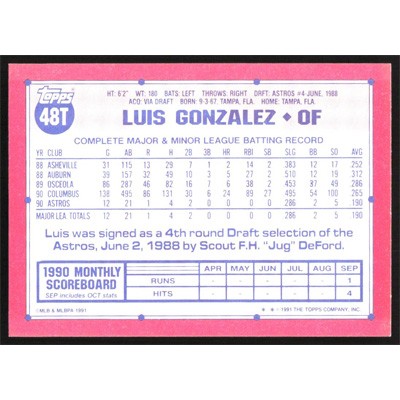 Topps
48T
HT: 6'2" WT: 180 BATS: LEFT THROWS: RIGHT DRFT: ASTROS #4-JUNE, 1988
ACQ: VIA DRAFT BORN: 9-3-67, TAMPA, FLA HOME: TAMPA, FLA
LUIS GONZALEZ ♦ OF
COMPLETE MAJOR & MINOR LEAGUE BATTING RECORD
YR CLUB G AB R H 2B 3B HR RBI SB SLG BB SO AVG
88 ASHEVILLE 31 115 13 29 7 1 2 14 2 383 12 17 252
88 AUBURN 39 157 32 49 10 3 5 27 2 510 12 19 312
89 OSCEOLA 86 287 46 82 16 7 6 38 2 453 37 49 286
90 COLUMBUS 138 495 86 131 30 6 24 89 27 495 54 100 265
90 ASTROS 12 21 1 4 2 0 0 0 0 286 2 5 190
MAJOR LEA TOTALS 12 21 1 4 2 0 0 0 0 286 2 5 190
Luis was signed as a 4th round Draft selection of the
Astros, June 2, 1988 by Scout F.H. "Jug" DeFord.
1990 MONTHLY
SCOREBOARD
SEP includes OCT stats
APR MAY JUN JUL AUG SEP
RUNS 1
HITS 4
©MLB & MLBPA 1991
* * © 1991 THE TOPPS COMPANY, INC.